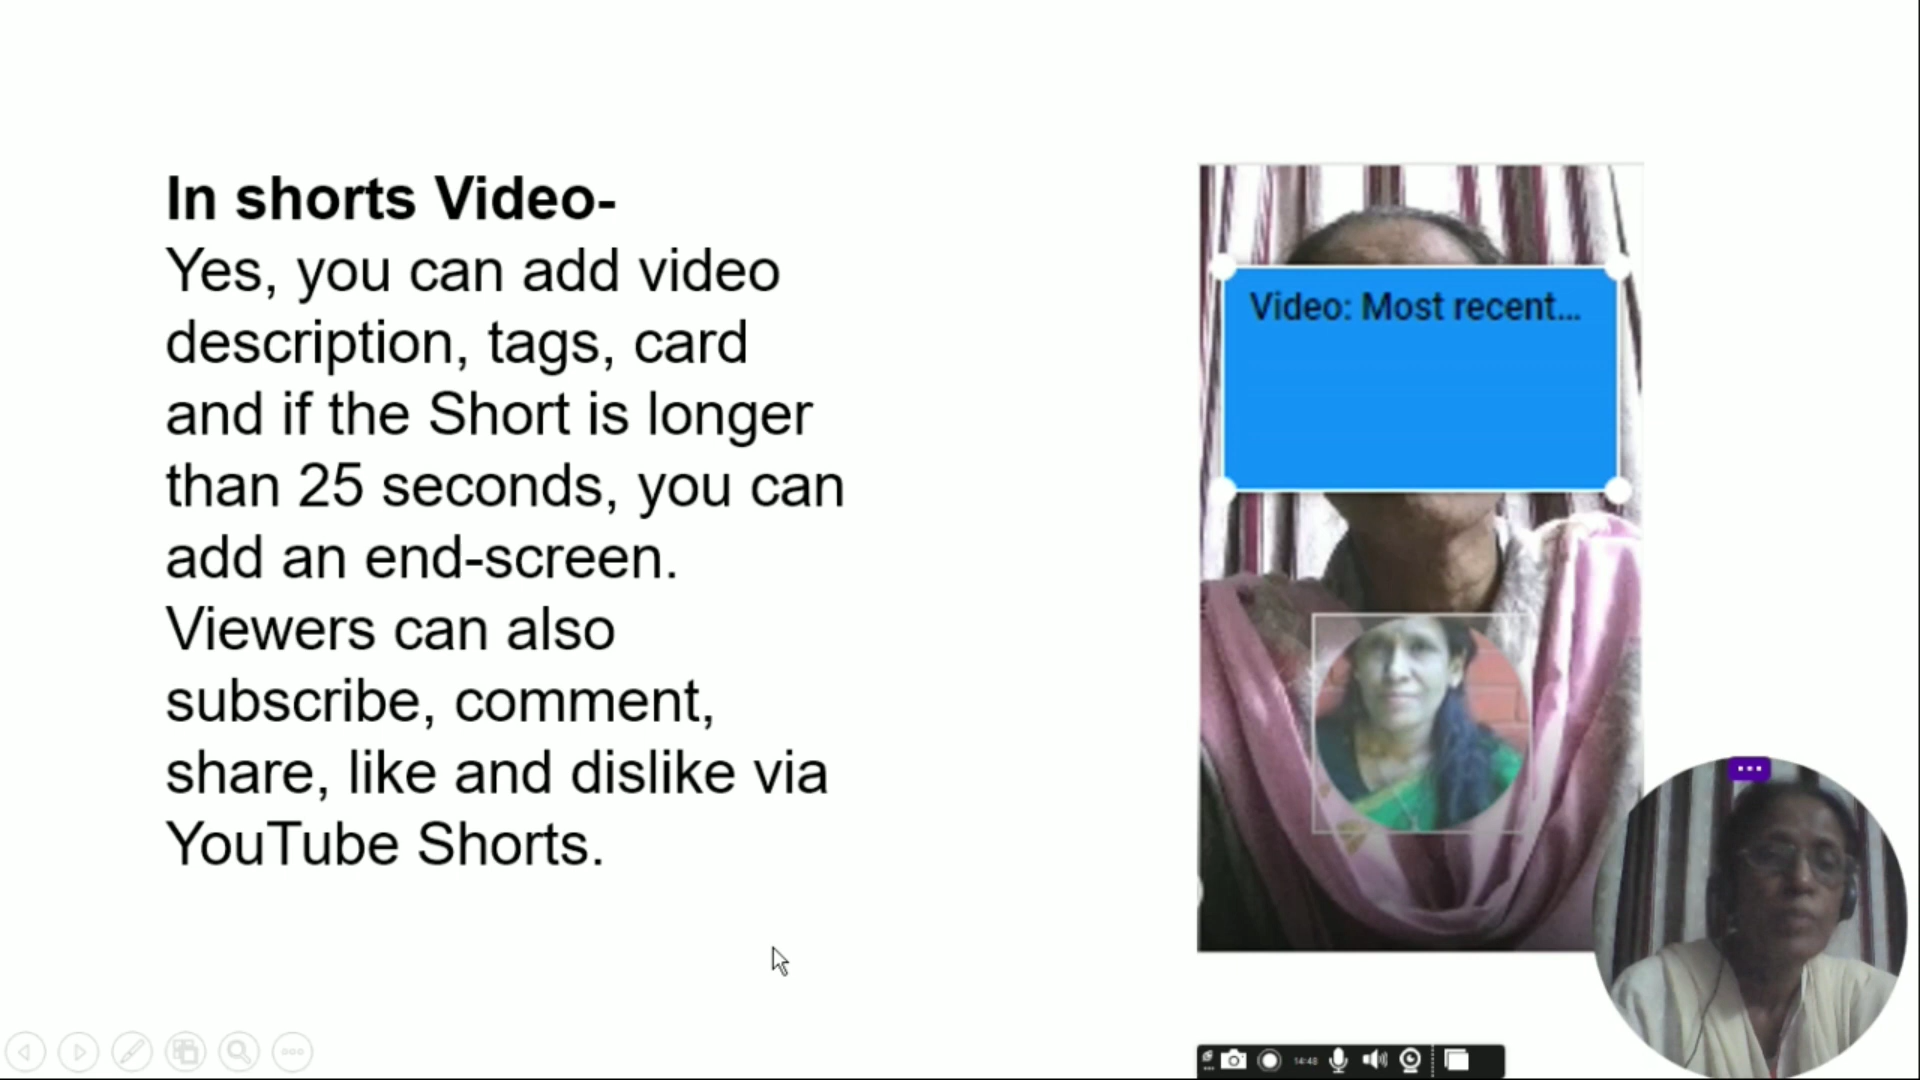 In shorts Video-
Yes, you can add video
description, tags, card
and if the Short is longer
than 25 seconds, you can
add an end-screen.
Viewers can also
subscribe, comment,
share, like and dislike via
YouTube Shorts.
Video: Most recent...
14:48